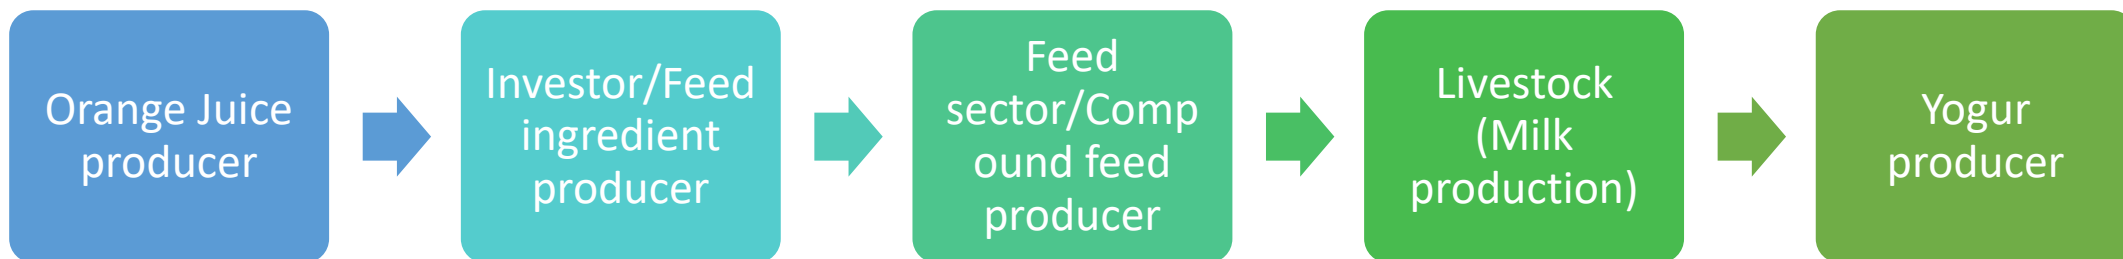 Orange Juice
producer
Investor/Feed
ingredient
producer
Feed
sector/Comp
ound feed
producer
Livestock
(Milk
production)
Yogur
producer